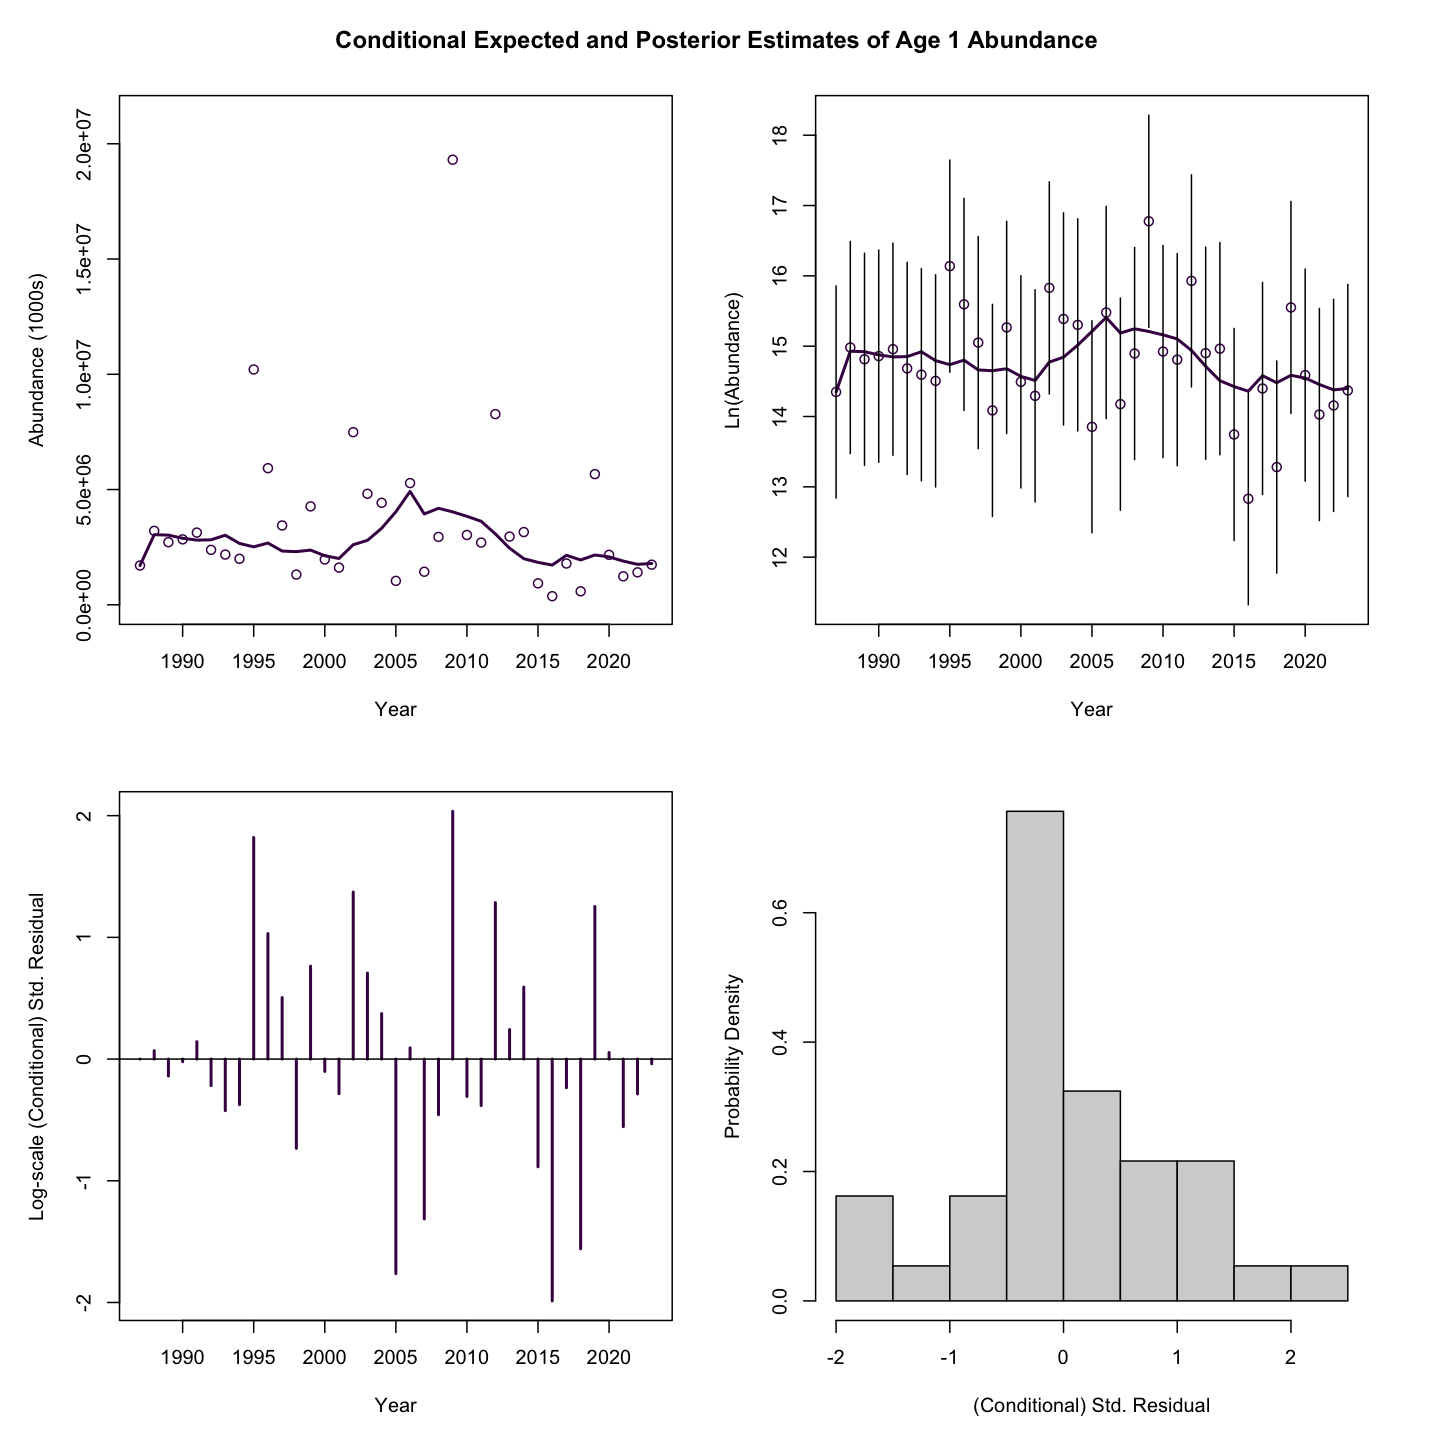 Conditional Expected and Posterior Estimates of Age 1 Abundance
Abundance (1000s)
2.0e+07
1.5e+07
1.0e+07
5.0e+06
0.0e+00
1990 1995 2000 2005 2010 2015 2020
Year
Ln(Abundance)
18
17
16
15
14
13
12
1990 1995 2000 2005 2010 2015 2020
Year
Log-scale (Conditional) Std. Residual
2
1
0
-1
-2
1990 1995 2000 2005 2010 2015 2020
Year
Probability Density
0.6
0.4
0.2
0.0
-2 -1 0 1 2
(Conditional) Std. Residual